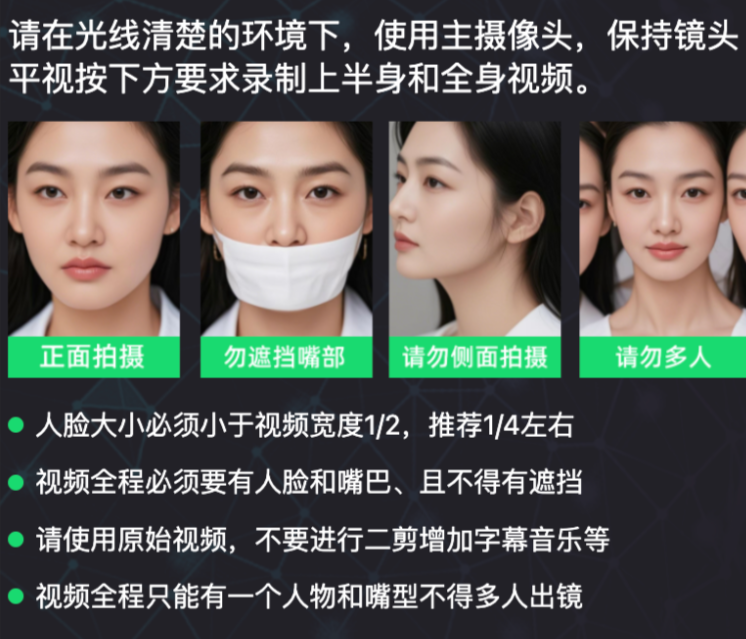 请在光线清楚的环境下，使用主摄像头，保持镜头
平视按下方要求录制上半身和全身视频。
正面拍摄
勿遮挡嘴部
请勿侧面拍摄
请勿多人
人脸大小必须小于视频宽度1/2，推荐1/4左右
视频全程必须要有人脸和嘴巴、且不得有遮挡
请使用原始视频，不要进行二剪增加字幕音乐等
视频全程只能有一个人物和嘴型不得多人出镜